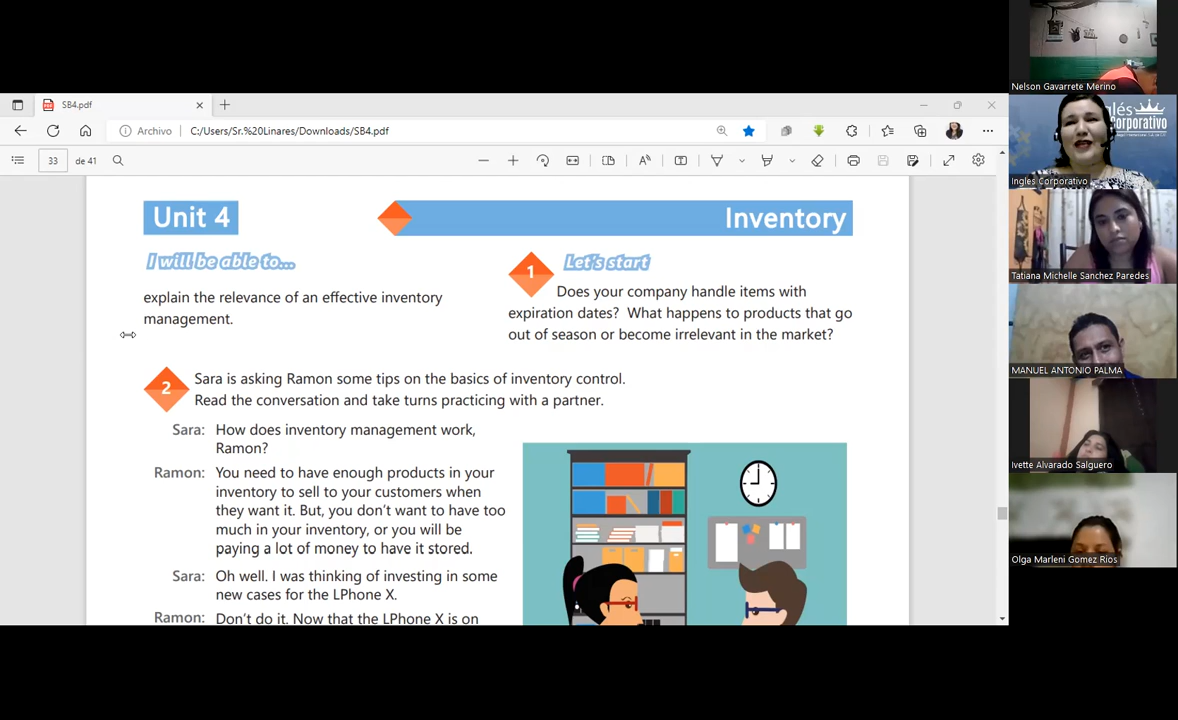 SB4.pdf
Archivo
C:/Users/Sr.%20Linares/Downloads/SB4.pdf
33
de 41
Unit 4
Inventory
I will be able to...
explain the relevance of an effective inventory
management.
1
Let's start
Does your company handle items with
expiration dates? What happens to products that go
out of season or become irrelevant in the market?
2
Sara is asking Ramon some tips on the basics of inventory control.
Read the conversation and take turns practicing with a partner.
Sara: How does inventory management work,
Ramon?
Ramon: You need to have enough products in your
inventory to sell to your customers when
they want it. But, you don't want to have too
much in your inventory, or you will be
paying a lot of money to have it stored.
Sara: Oh well. I was thinking of investing in some
new cases for the LPhone X.
Ramon: Don't do it. Now that the LPhone X is on
Nelson Gavarrete Merino
Corporativo
Inglés Corporativo
Tatiana Michelle Sanchez Paredes
MANUEL ANTONIO PALMA
Ivette Alvarado Salguero
Olga Marleni Gomez Rios